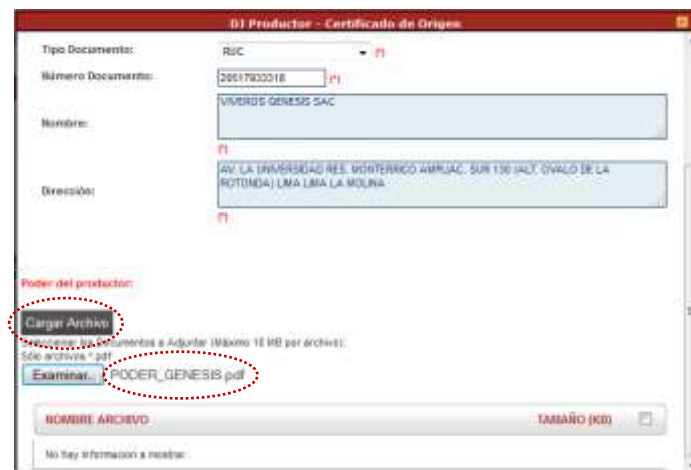 DJ Productor - Certificado de Origen
Tipo Documento: RUC (*)
Número Documento: 20517933318 (*)
VIVEROS GENESIS SAC
Nombre:
(*)
AV. LA UNIVERSIDAD RES. MONTERRICO AMPLIAC. SUR 130 (ALT. OVALO DE LA
ROTONDA) LIMA LIMA LA MOLINA
Dirección:
(*)
Poder del productor:
Cargar Archivo
Seleccionar los Documentos a Adjuntar (Máximo 10 MB por archivo):
Sólo archivos *.pdf
Examinar. PODER_GENESIS.pdf
NOMBRE ARCHIVO TAMAÑO (KB)
No hay informacion a mostrar.